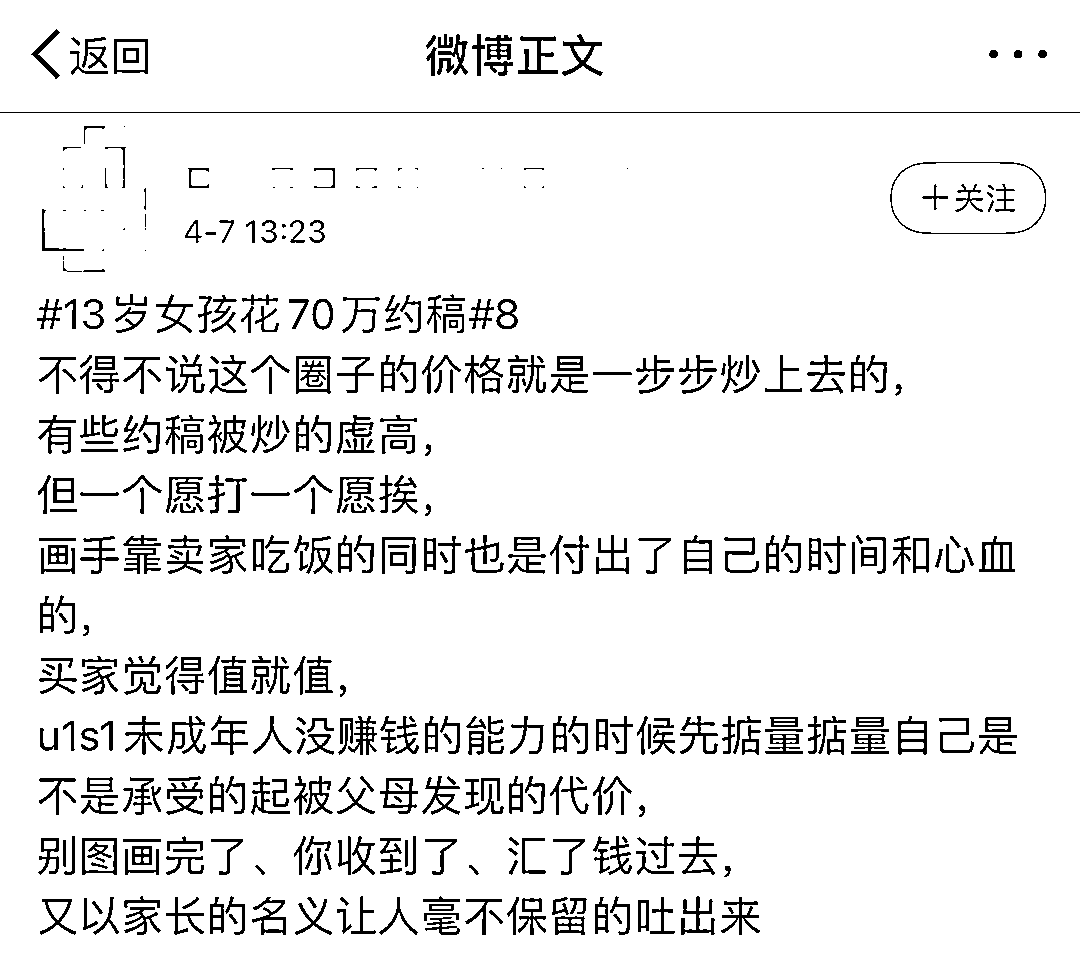 返回
微博正文
4-7 13:23
+关注
#13岁女孩花70万约稿#8
不得不说这个圈子的价格就是一步步炒上去的，
有些约稿被炒的虚高，
但一个愿打一个愿挨，
画手靠卖家吃饭的同时也是付出了自己的时间和心血
的，
买家觉得值就值，
u1s1未成年人没赚钱的能力的时候先掂量掂量自己是
不是承受的起被父母发现的代价，
别图画完了、你收到了、汇了钱过去，
又以家长的名义让人毫不保留的吐出来